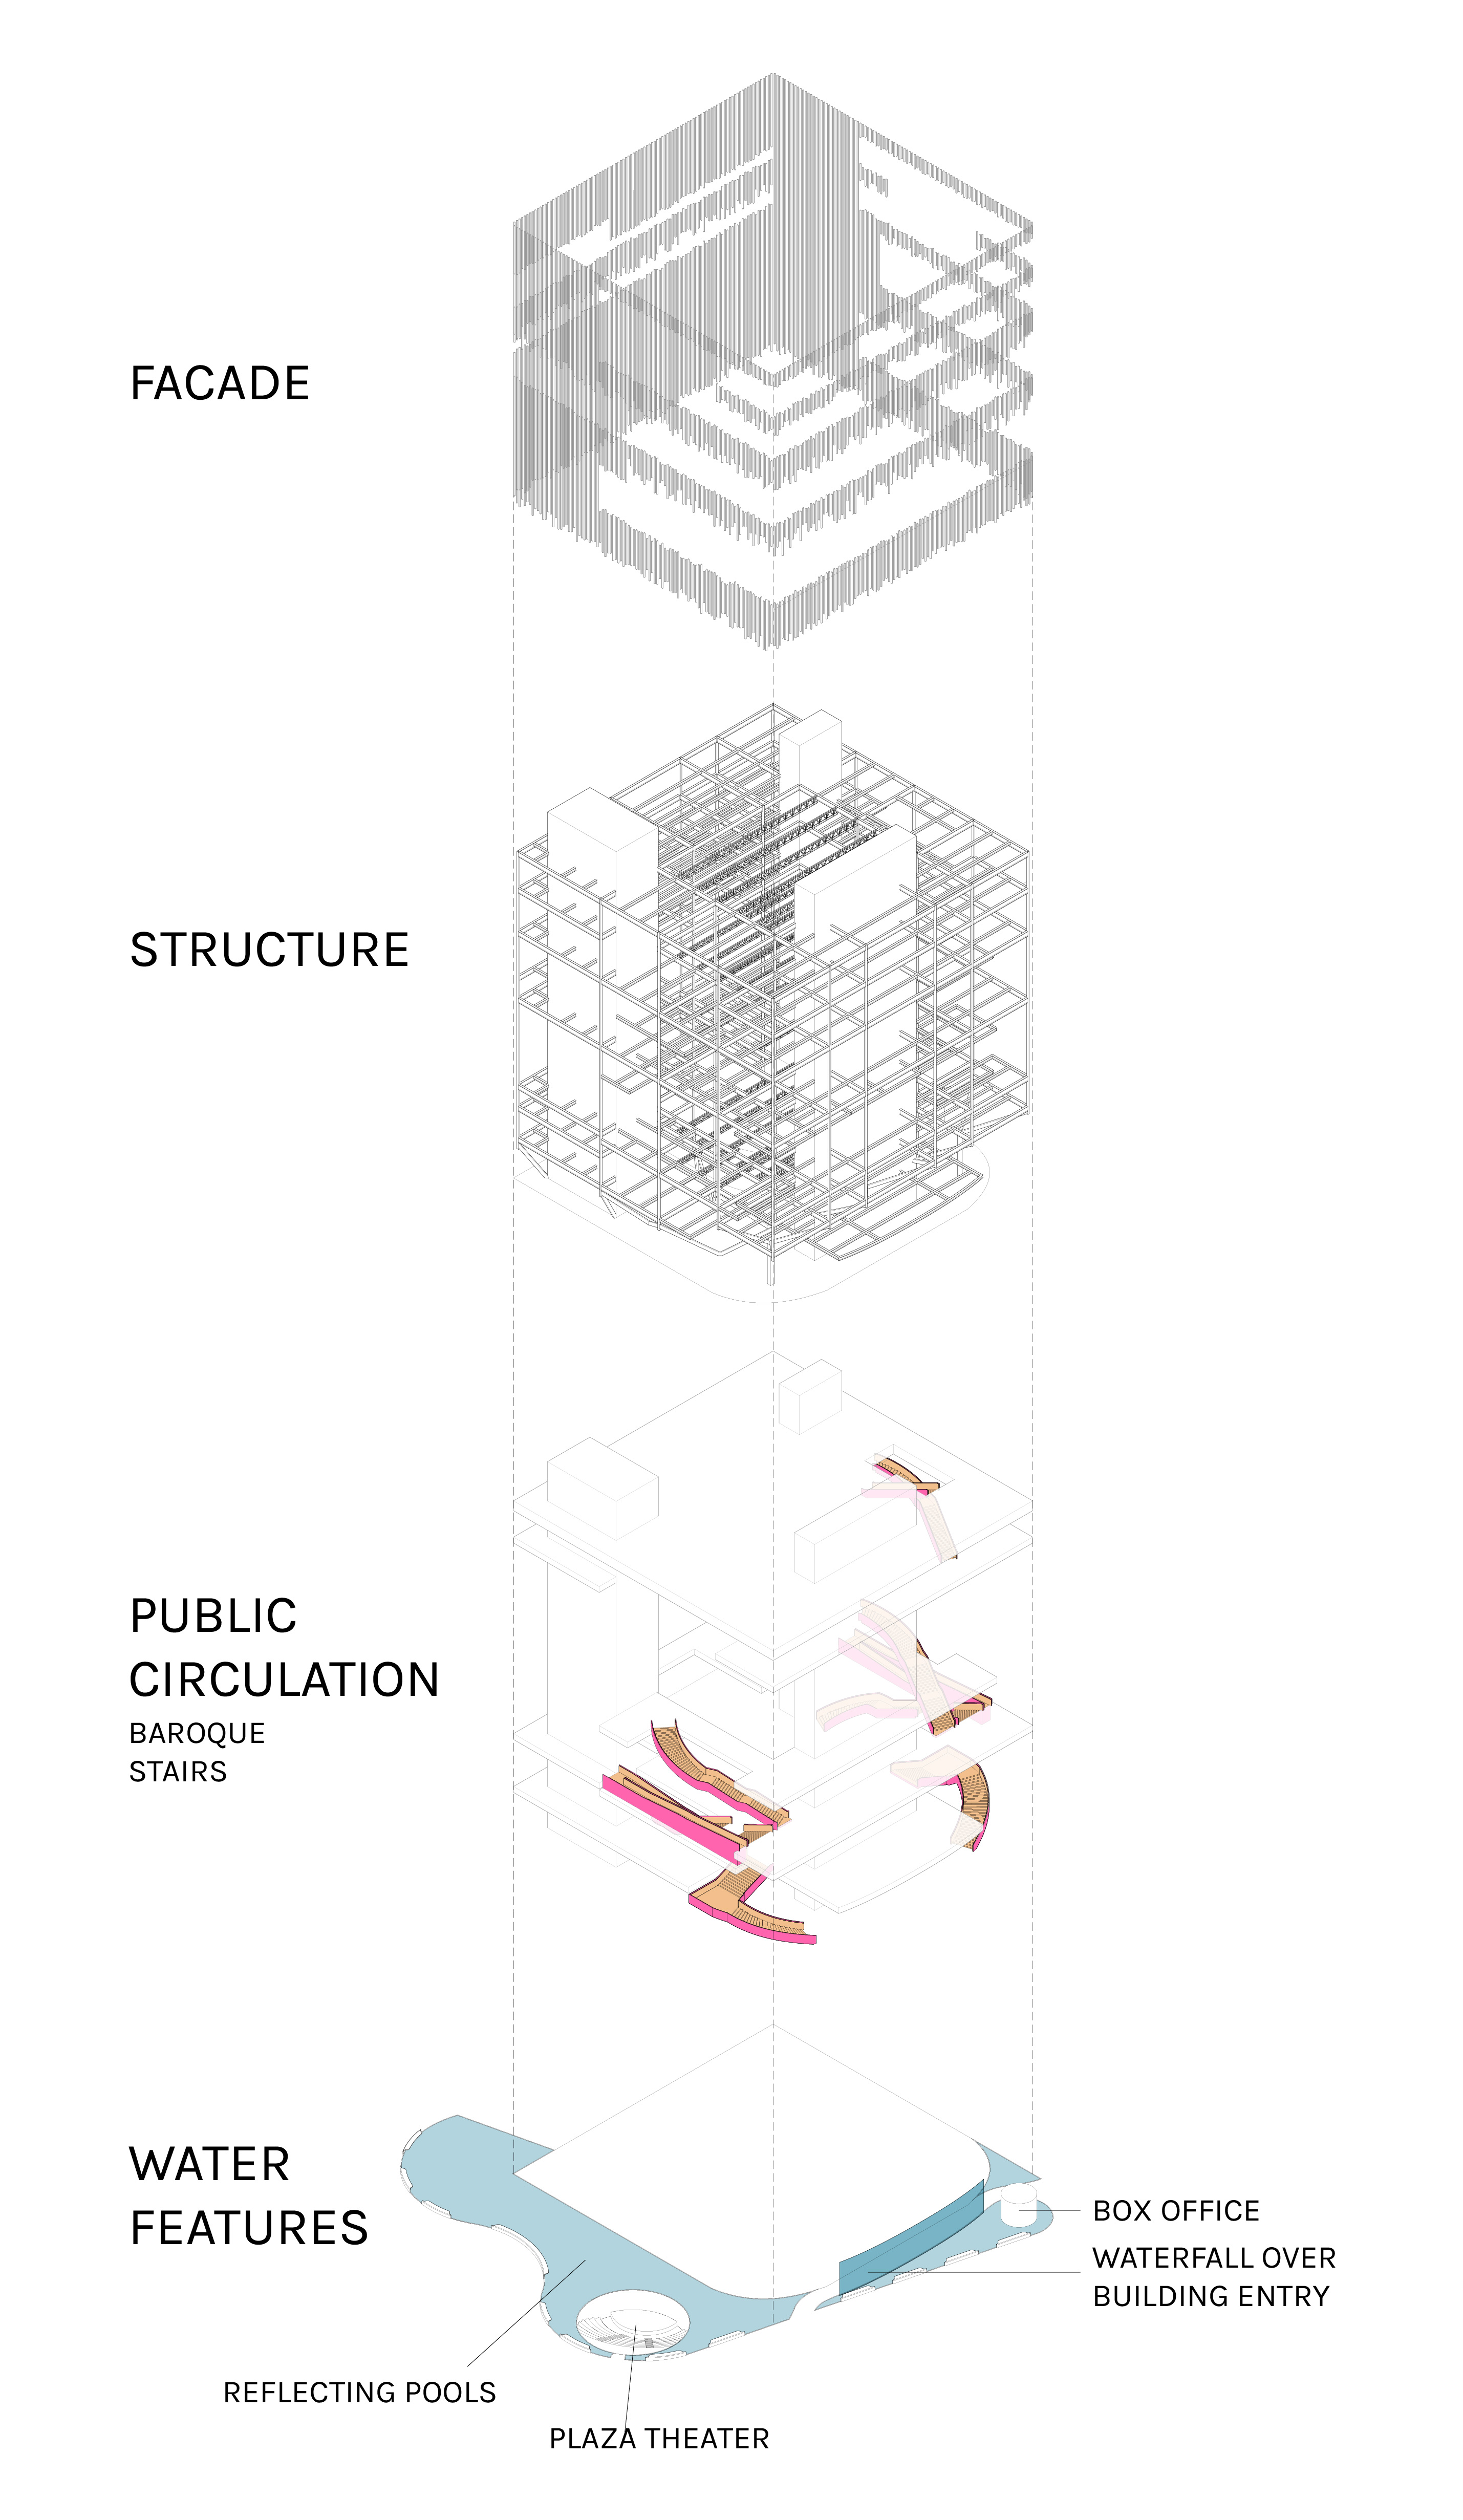 FACADE
STRUCTURE
PUBLIC
CIRCULATION
BAROQUE
STAIRS
WATER
FEATURES
BOX OFFICE
WATERFALL OVER
BUILDING ENTRY
REFLECTING POOLS
PLAZA THEATER